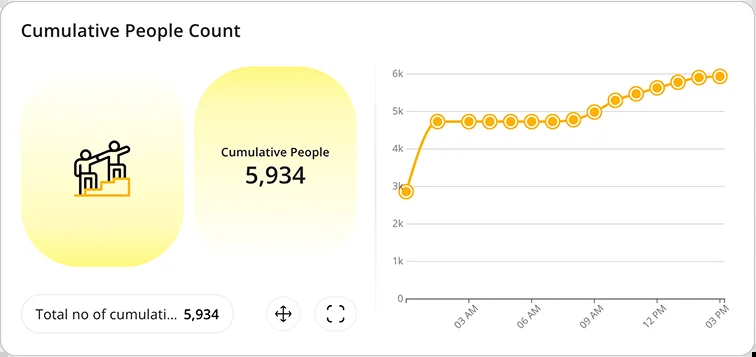 Cumulative People Count
Cumulative People
5,934
Total no of cumulati... 5,934
6k
5k
4k
3k
2k
1k
0
03 AM
06 AM
09 AM
12 PM
03 PM